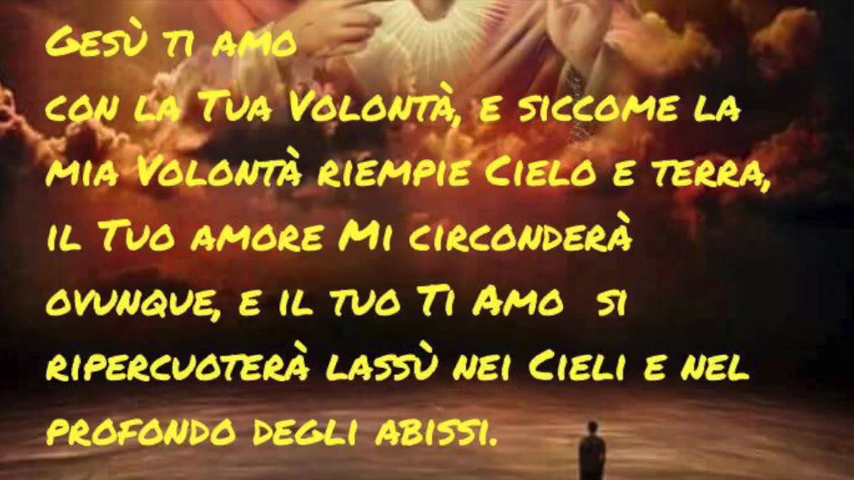 Gesù ti amo
con la Tua Volontà, e siccome la
mia Volontà riempie Cielo e terra,
il Tuo amore Mi circonderà
ovunque, e il tuo Ti Amo si
ripercuoterà lassù nei Cieli e nel
profondo degli abissi.